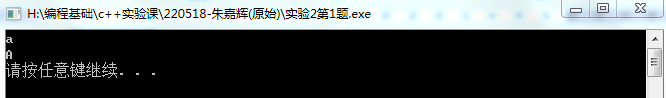 H:\编程基础\c++实验课\220518-朱嘉辉(原始)\实验2第1题.exe
a
A
请按任意键继续. . .